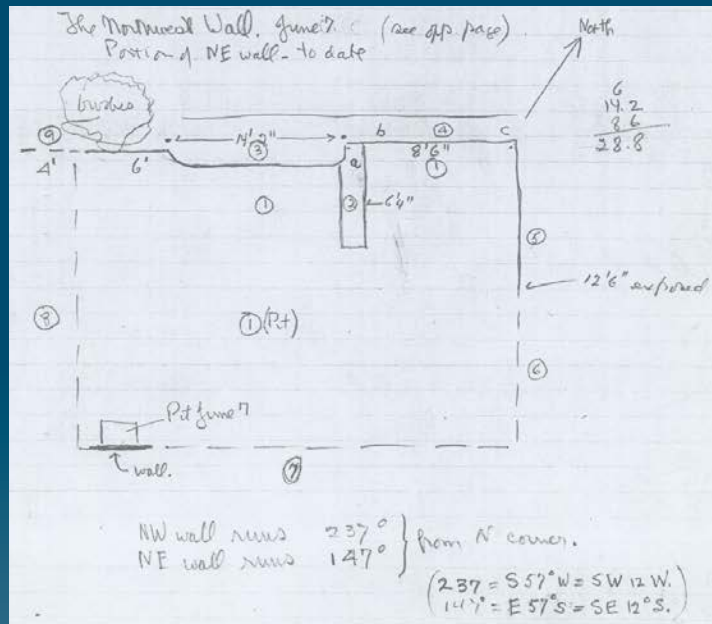 The Northwest Wall. June 7 (see opp. page)
Portion of NE wall - to date
North
bushes
6
14.2
8 6
28.8
⑨
14' 2"
b
④
c
③
8' 6"
4'
6'
a
①
①
②
6'4"
⑤
12'6" exposed
⑧
① (Pit)
⑥
Pit June 7
wall.
⑦
NW wall runs 237°
NE wall runs 147°
from N corner.
(237 = S 57° W = SW 12 W.
147° = E 57° S = SE 12° S.)